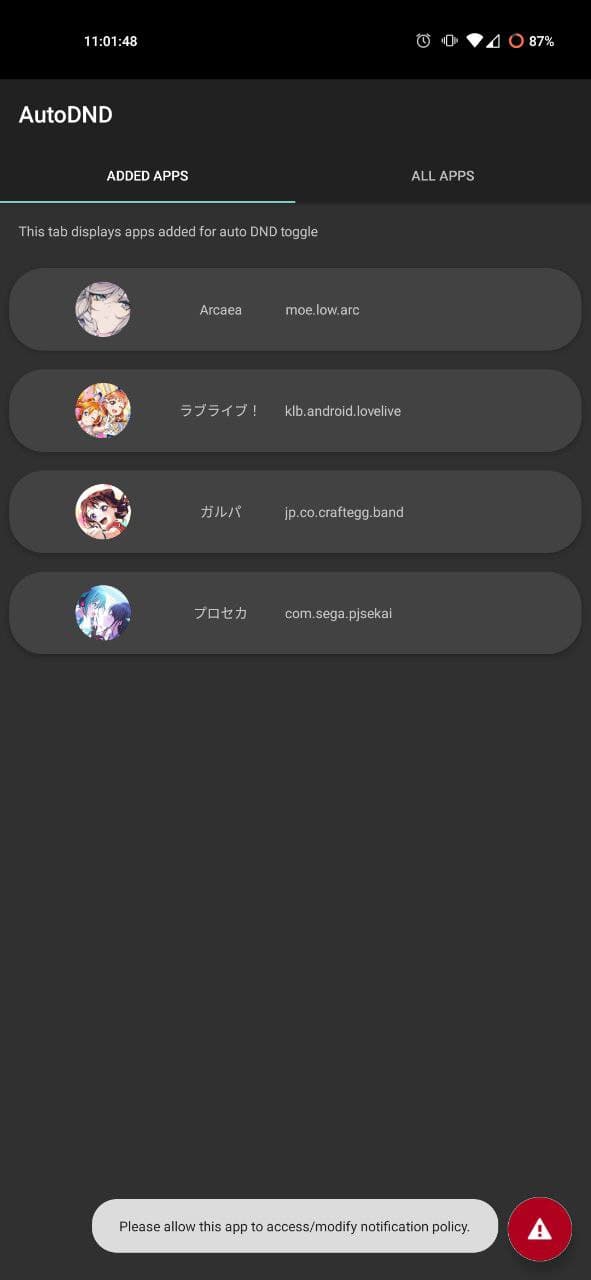 11:01:48
87%
AutoDND
ADDED APPS
ALL APPS
This tab displays apps added for auto DND toggle
Arcaea moe.low.arc
ラブライブ！ klb.android.lovelive
ガルパ jp.co.craftegg.band
プロセカ com.sega.pjsekai
Please allow this app to access/modify notification policy.